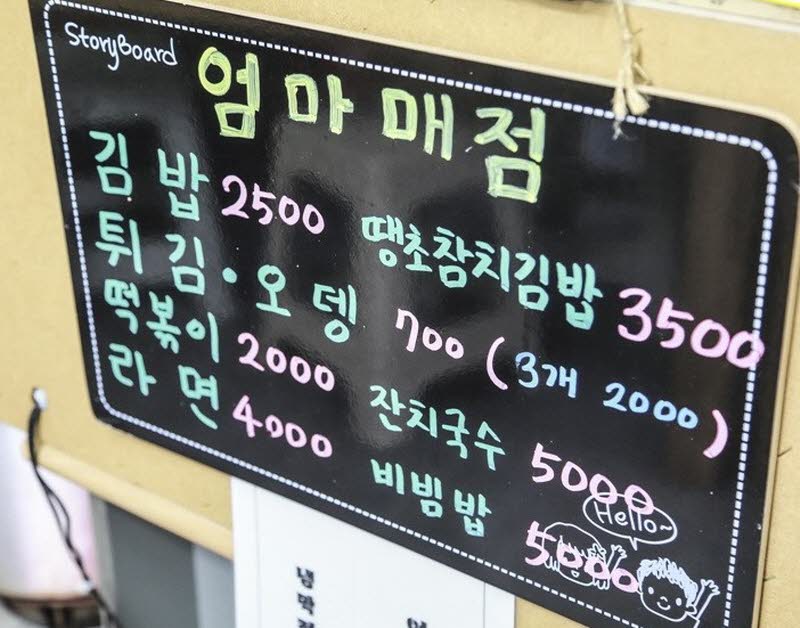 StoryBoard
엄마매점
김밥 2500 땡초참치김밥 3500
튀김·오뎅 700 (3개 2000)
떡볶이 2000 잔치국수 5000
라면 4000 비빔밥 5000
Hello~